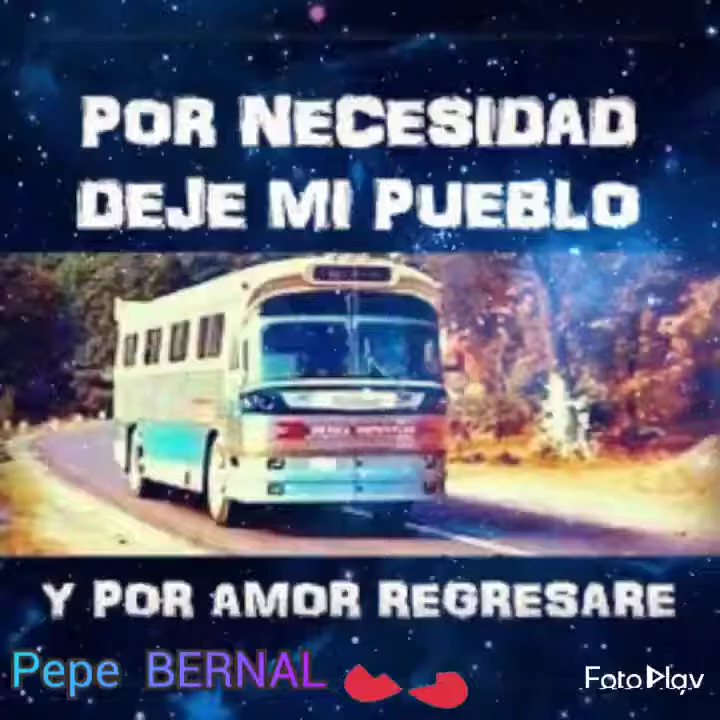 POR NECESIDAD
DEJE MI PUEBLO
Y POR AMOR REGRESARE
Pepe BERNAL
FotoPlay